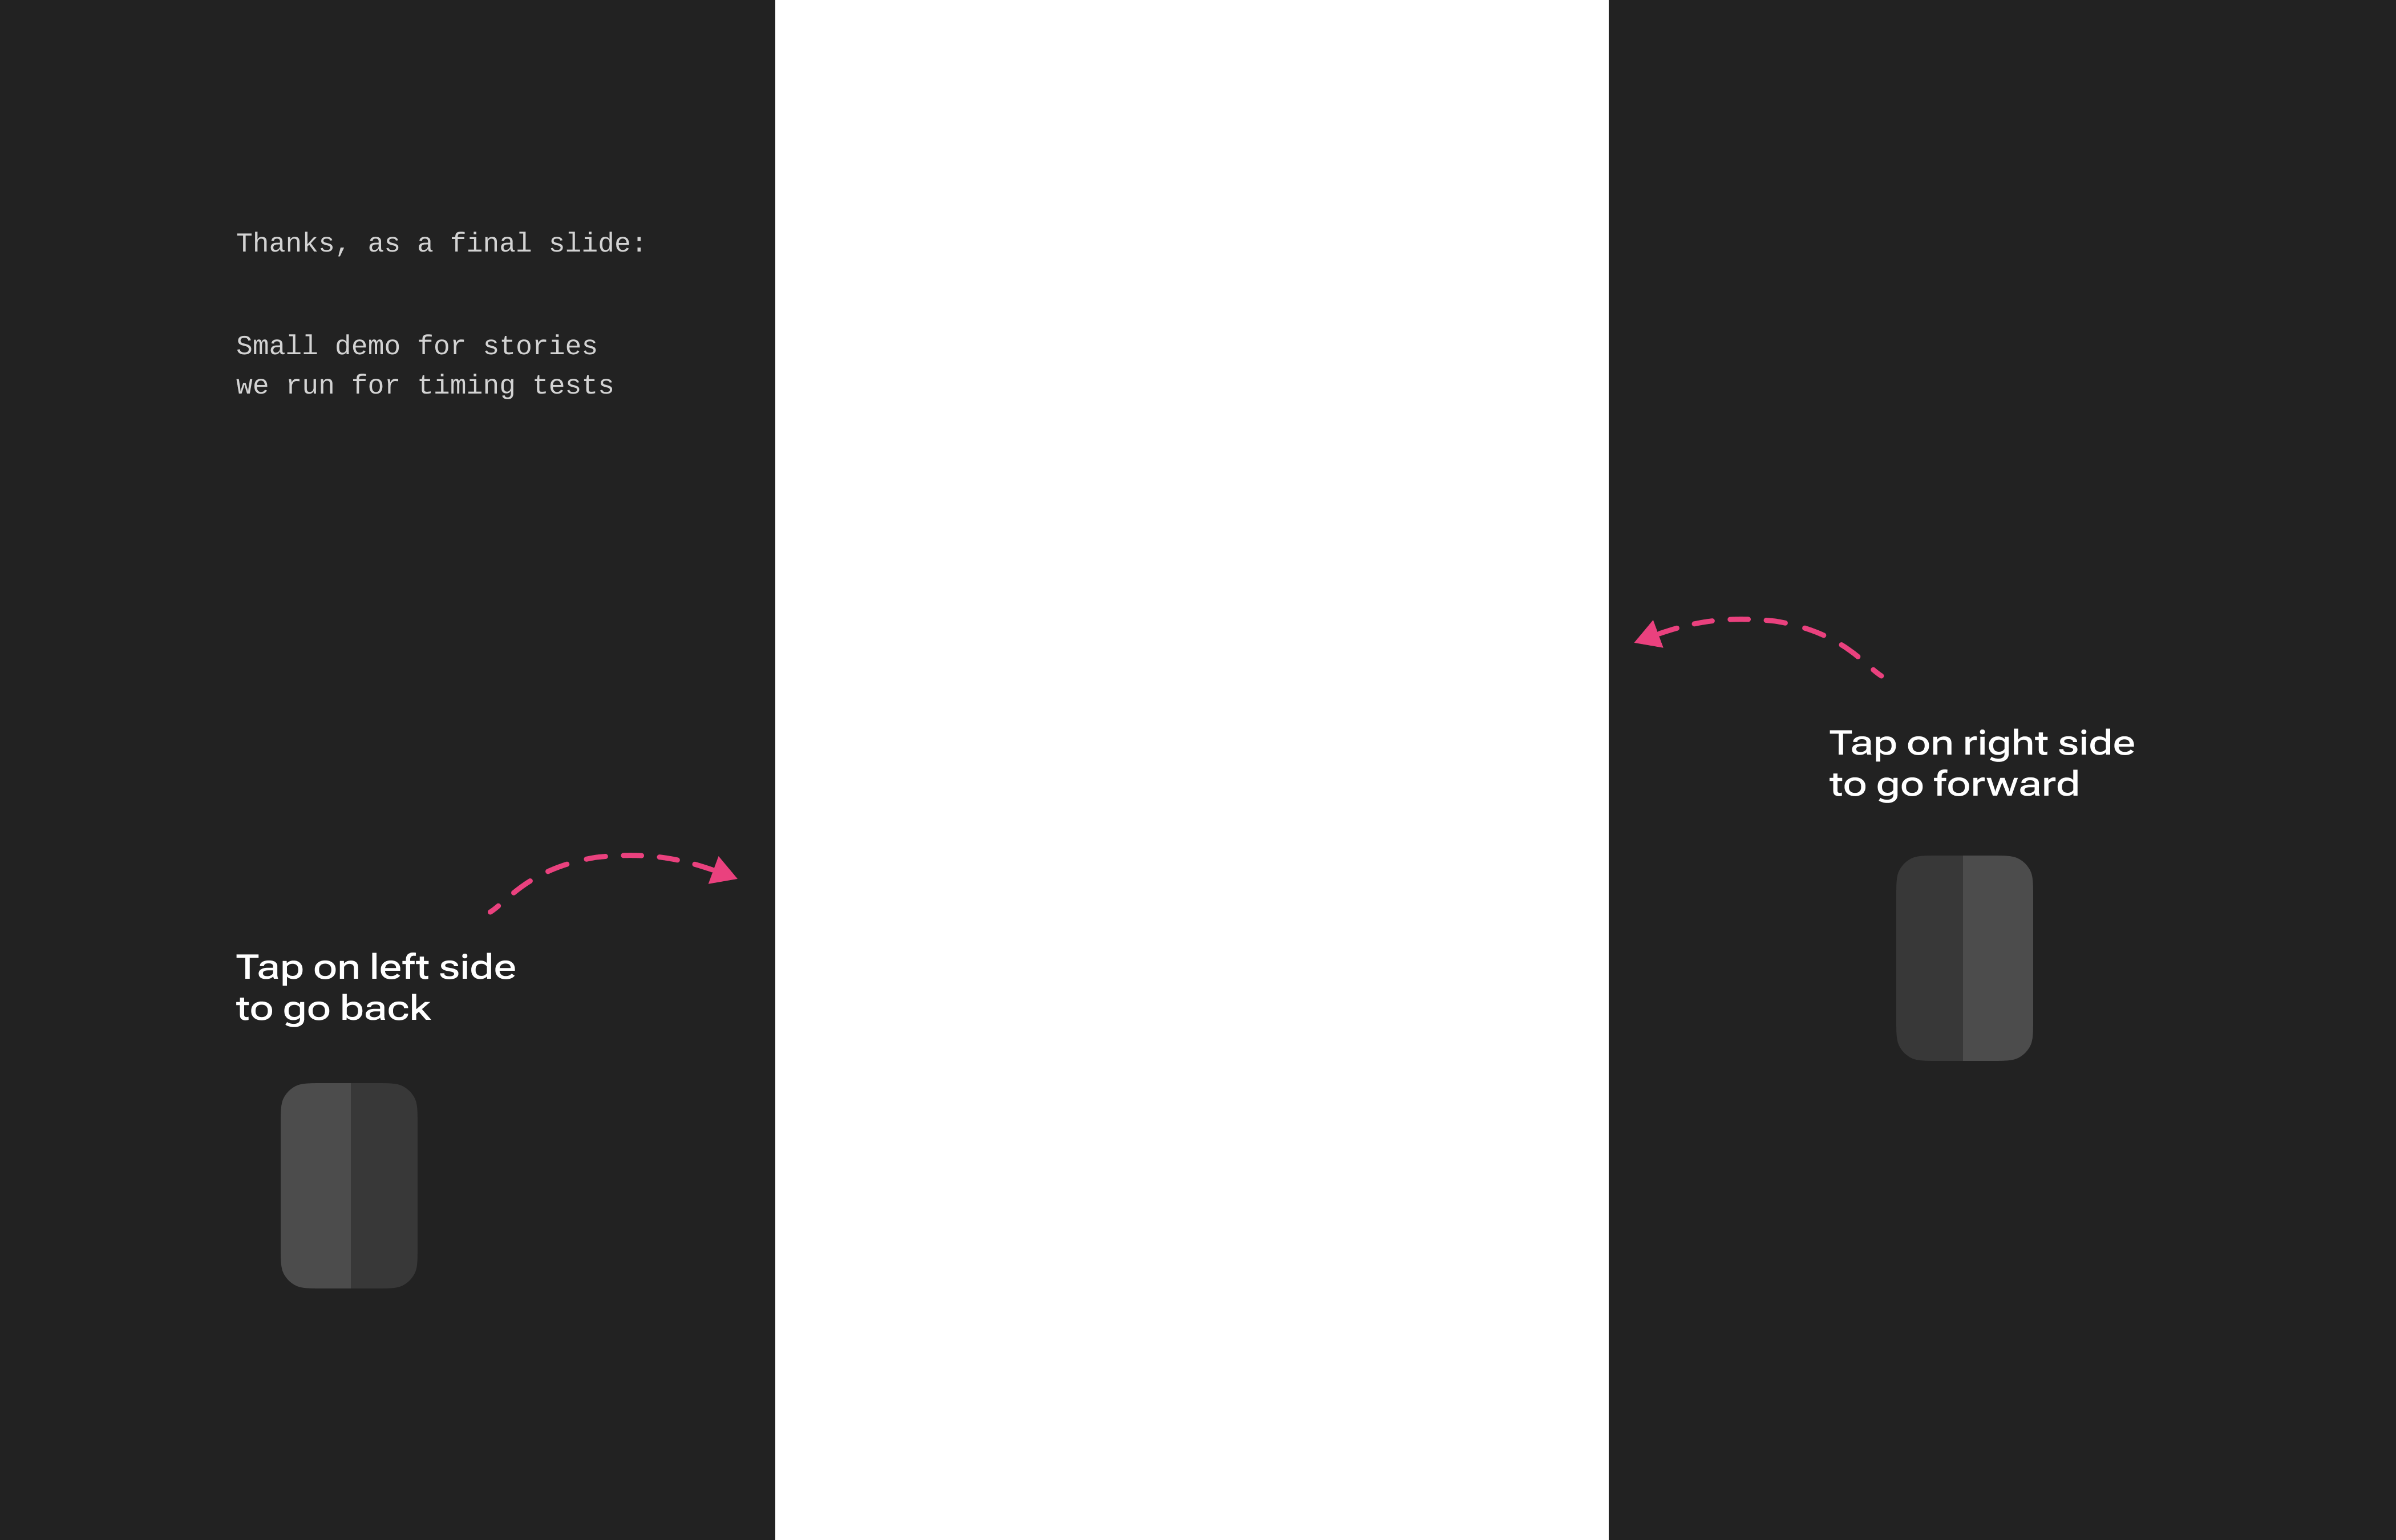 Thanks, as a final slide:
Small demo for stories
we run for timing tests
Tap on left side
to go back
Tap on right side
to go forward